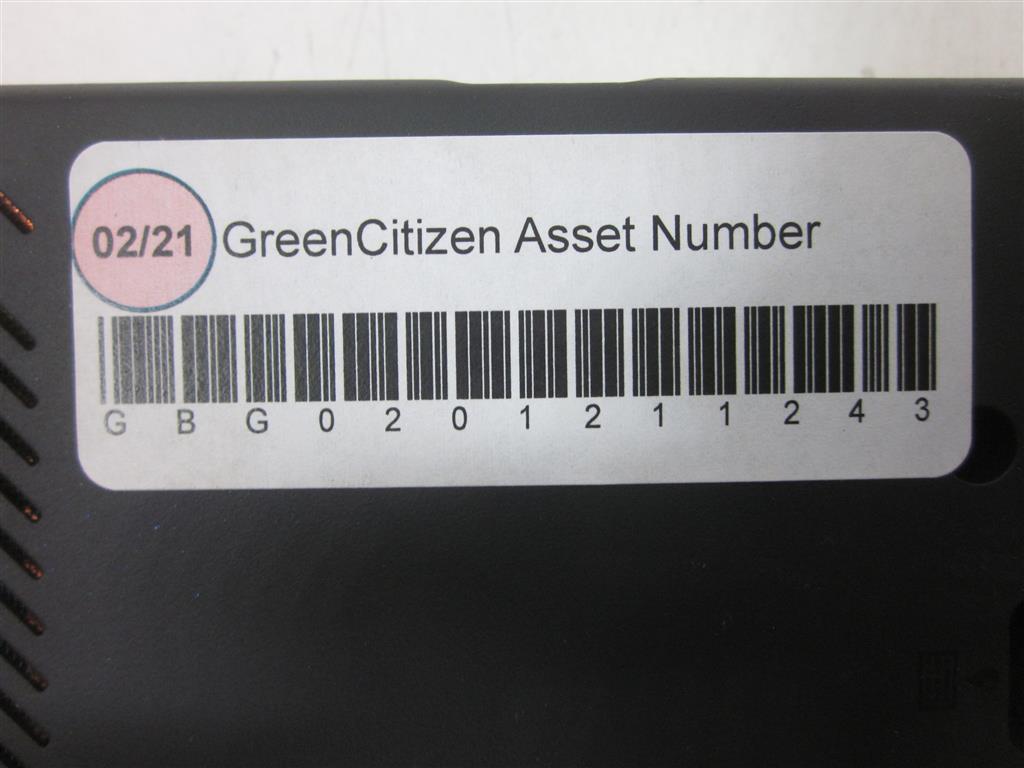 02/21 GreenCitizen Asset Number
G B G 0 2 0 1 2 1 1 2 4 3